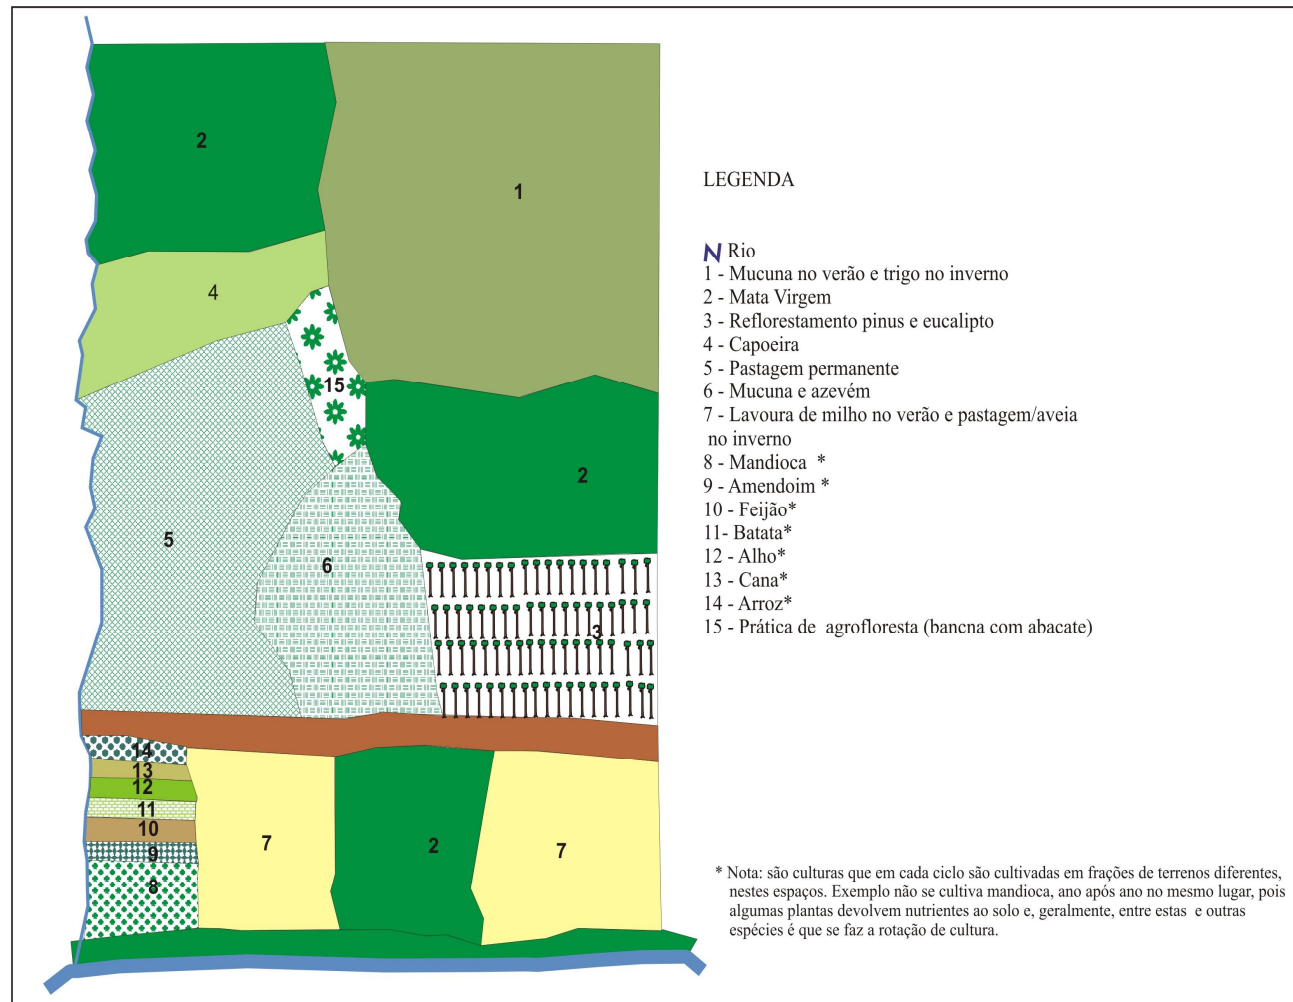 2
1
4
15
2
5
6
3
14
13
12
11
10
9
8
7
2
7
LEGENDA
N Rio
1 - Mucuna no verão e trigo no inverno
2 - Mata Virgem
3 - Reflorestamento pinus e eucalipto
4 - Capoeira
5 - Pastagem permanente
6 - Mucuna e azevém
7 - Lavoura de milho no verão e pastagem/aveia
no inverno
8 - Mandioca *
9 - Amendoim *
10 - Feijão*
11- Batata*
12 - Alho*
13 - Cana*
14 - Arroz*
15 - Prática de agrofloresta (bancna com abacate)
* Nota: são culturas que em cada ciclo são cultivadas em frações de terrenos diferentes,
nestes espaços. Exemplo não se cultiva mandioca, ano após ano no mesmo lugar, pois
algumas plantas devolvem nutrientes ao solo e, geralmente, entre estas e outras
espécies é que se faz a rotação de cultura.